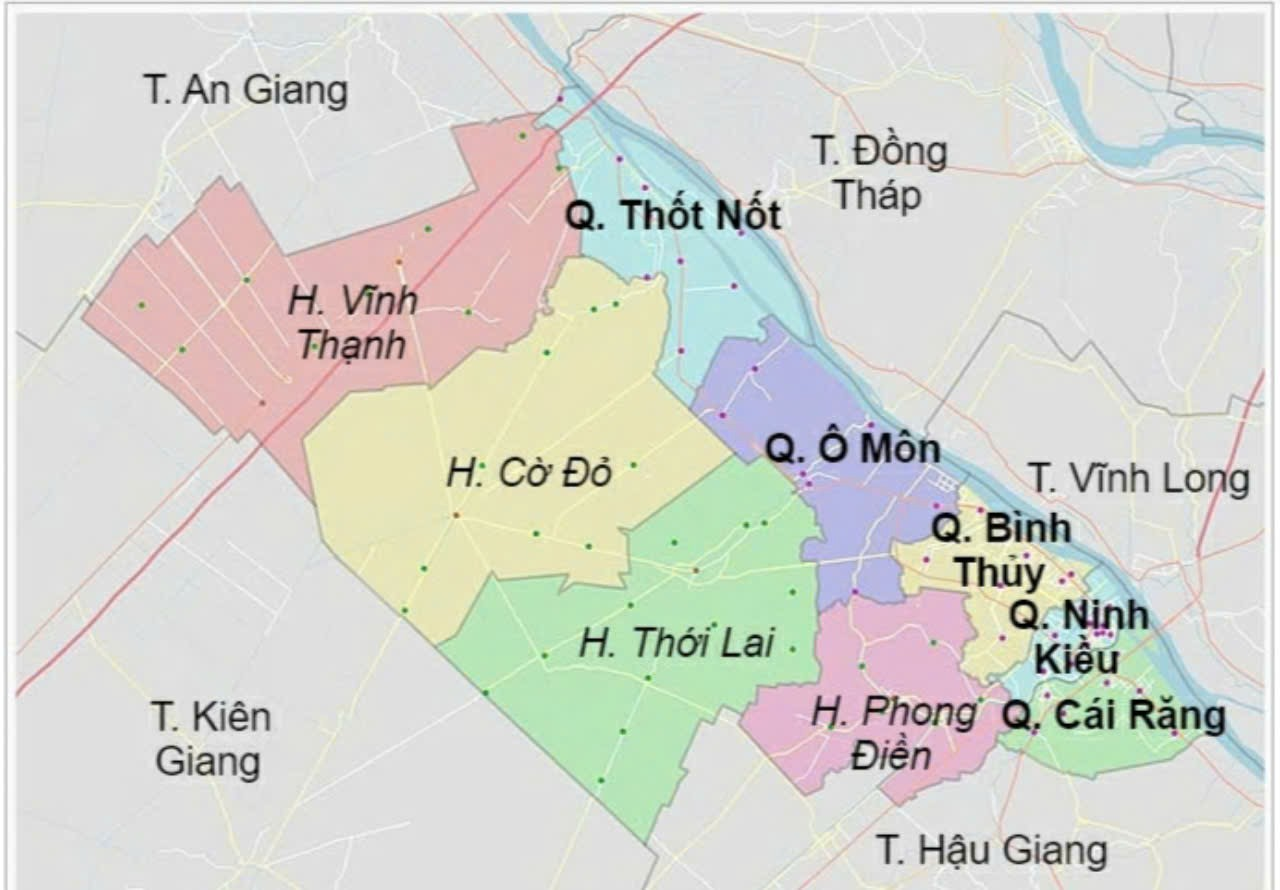 T. An Giang
T. Đồng
Tháp
Q. Thốt Nốt
H. Vĩnh
Thạnh
Q. Ô Môn
H. Cờ Đỏ
T. Vĩnh Long
Q. Bình
Thủy
Q. Ninh
Kiều
H. Thới Lai
T. Kiên
Giang
H. Phong
Điền
Q. Cái Răng
T. Hậu Giang